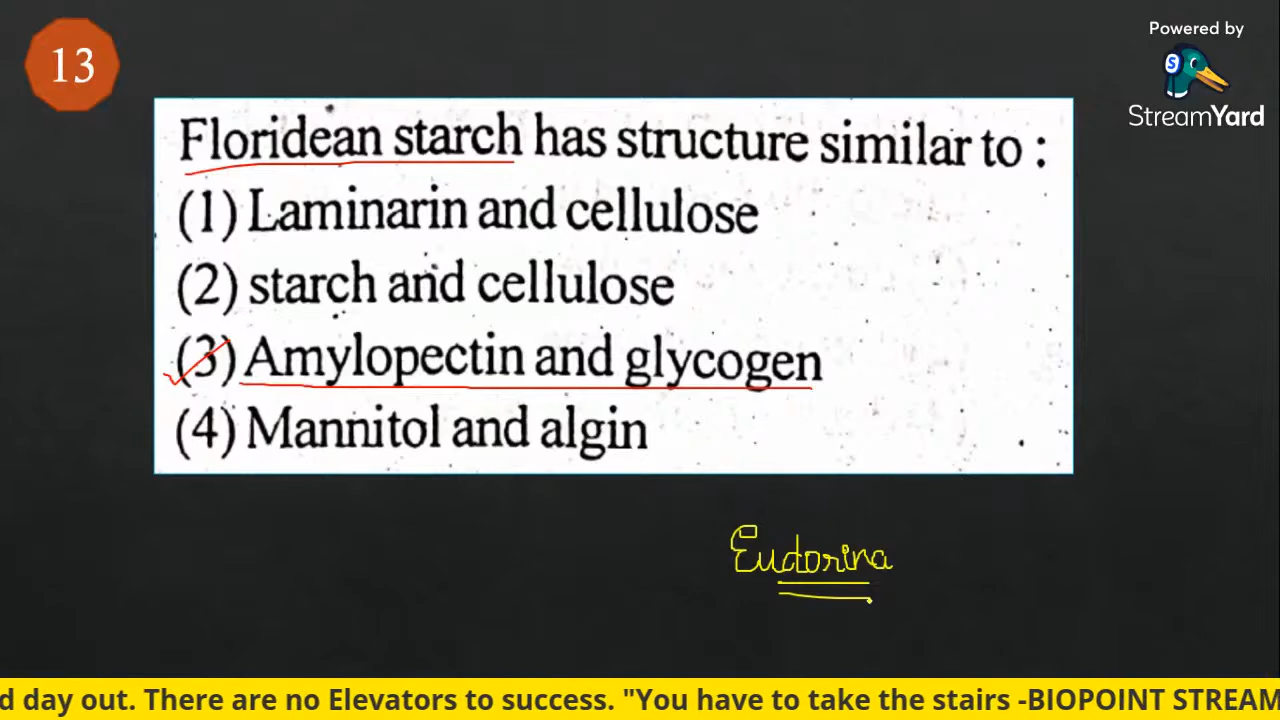 13
Powered by
StreamYard
Floridean starch has structure similar to :
(1) Laminarin and cellulose
(2) starch and cellulose
(3) Amylopectin and glycogen
(4) Mannitol and algin
Eudorina
d day out. There are no Elevators to success. "You have to take the stairs -BIOPOINT STREAM